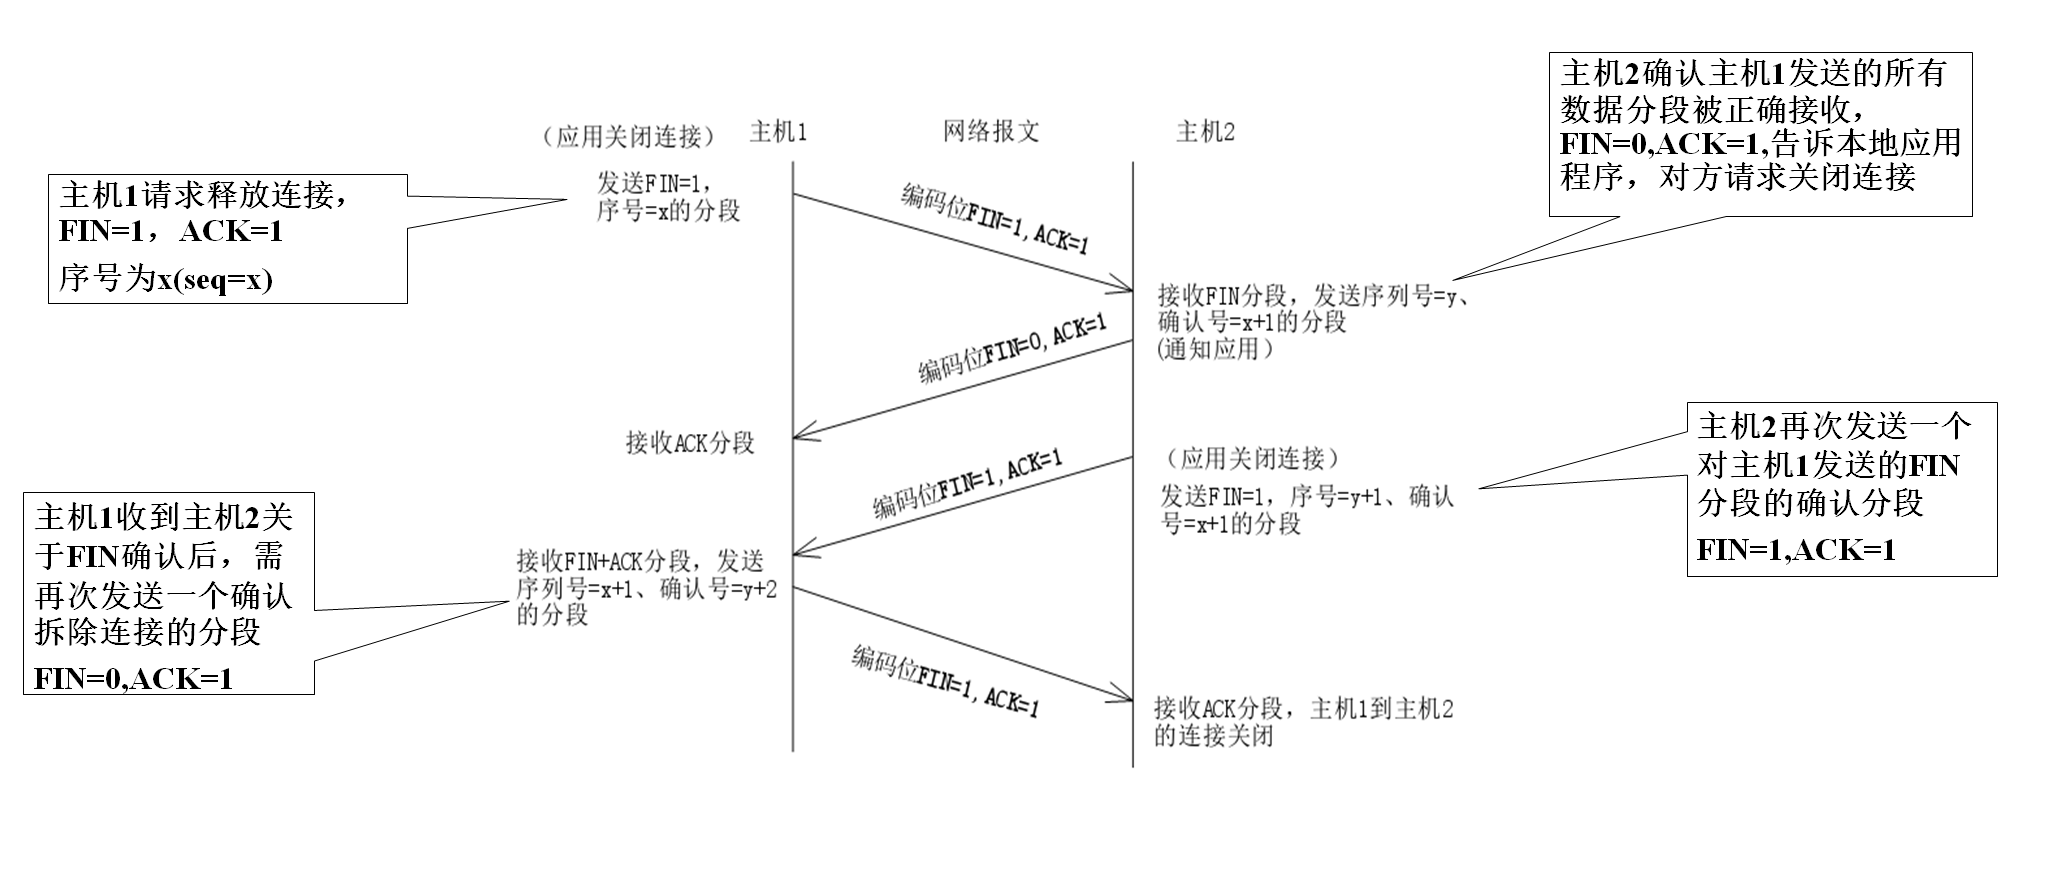 主机2确认主机1发送的所有
数据分段被正确接收，
FIN=0,ACK=1,告诉本地应用
程序，对方请求关闭连接
（应用关闭连接）
主机1
网络报文
主机2
主机1请求释放连接，
FIN=1，ACK=1
序号为x(seq=x)
发送FIN=1，
序号=x的分段
编码位FIN=1,ACK=1
接收FIN分段，发送序列号=y、
确认号=x+1的分段
(通知应用）
编码位FIN=0,ACK=1
接收ACK分段
主机2再次发送一个
对主机1发送的FIN
分段的确认分段
FIN=1,ACK=1
（应用关闭连接）
发送FIN=1，序号=y+1、确认
号=x+1的分段
编码位FIN=1,ACK=1
主机1收到主机2关
于FIN确认后，需
再次发送一个确认
拆除连接的分段
FIN=0,ACK=1
接收FIN+ACK分段，发送
序列号=x+1、确认号=y+2
的分段
编码位FIN=1,ACK=1
接收ACK分段，主机1到主机2
的连接关闭